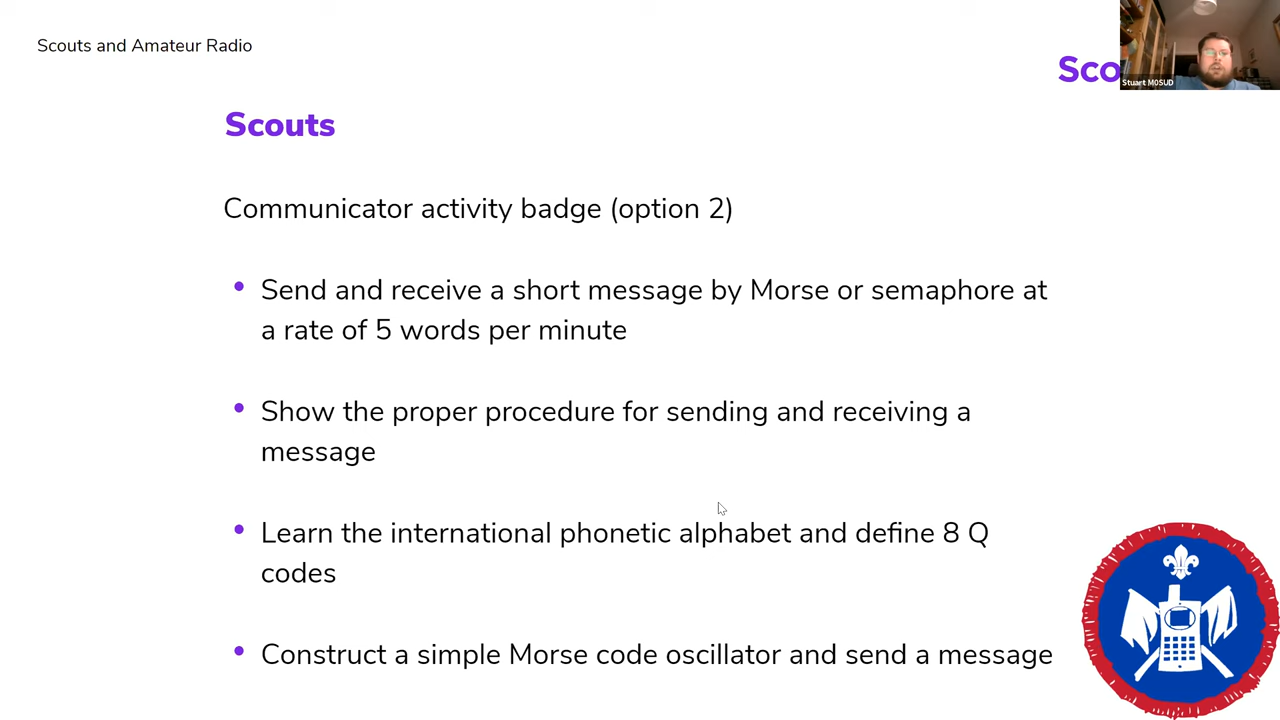 Scouts and Amateur Radio
Sco
Stuart M0SUD
Scouts
Communicator activity badge (option 2)
• Send and receive a short message by Morse or semaphore at
a rate of 5 words per minute
• Show the proper procedure for sending and receiving a
message
• Learn the international phonetic alphabet and define 8 Q
codes
• Construct a simple Morse code oscillator and send a message